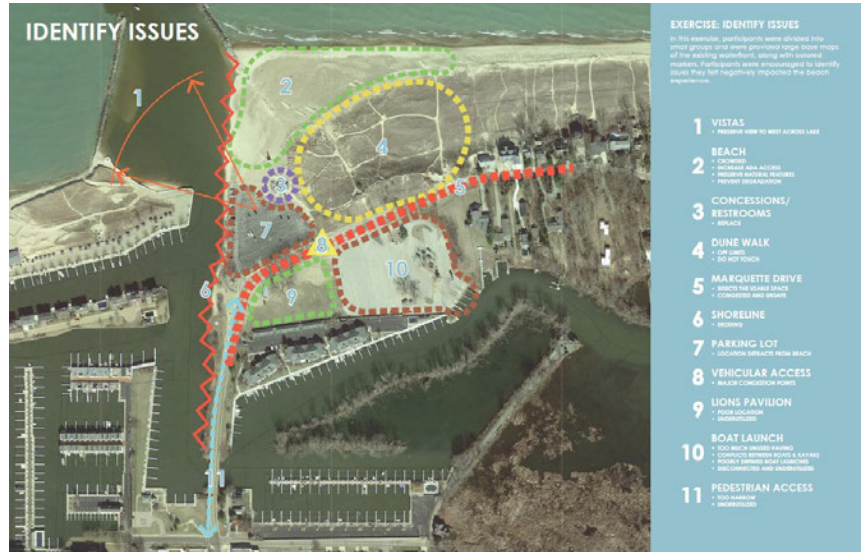 IDENTIFY ISSUES
1
2
3
4
5
6
7
8
9
10
11
EXERCISE: IDENTIFY ISSUES
In this exercise, participants were divided into
small groups and were provided large base maps
of the existing waterfront, along with colored
markers. Participants were encouraged to identify
issues they felt negatively impacted the beach
experience.
1 VISTAS
• PRESERVE VIEW TO WEST ACROSS LAKE
2 BEACH
• CROWDED
• INCREASE ADA ACCESS
• PRESERVE NATURAL FEATURES
• PREVENT DEGRADATION
3 CONCESSIONS/
RESTROOMS
• REPLACE
4 DUNE WALK
• OFF LIMITS
• DO NOT TOUCH
5 MARQUETTE DRIVE
• BISECTS THE USABLE SPACE
• CONGESTED AND UNSAFE
6 SHORELINE
• ERODING
7 PARKING LOT
• LOCATION DETRACTS FROM BEACH
8 VEHICULAR ACCESS
• MAJOR CONGESTION POINTS
9 LIONS PAVILION
• POOR LOCATION
• UNDERUTILIZED
10 BOAT LAUNCH
• TOO MUCH UNUSED PAVING
• CONFLICTS BETWEEN BOATS & KAYAKS
• POORLY DEFINED BOAT LAUNCHES
• DISCONNECTED AND UNDERUTILIZED
11 PEDESTRIAN ACCESS
• TOO NARROW
• UNDERUTILIZED